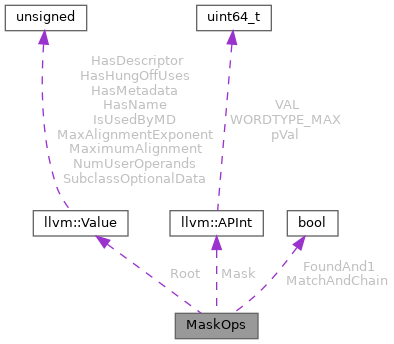 unsigned
uint64_t
HasDescriptor
HasHungOffUses
HasMetadata
HasName
IsUsedByMD
MaxAlignmentExponent
MaximumAlignment
NumUserOperands
SubclassOptionalData
VAL
WORDTYPE_MAX
pVal
llvm::Value
llvm::APInt
bool
Root
Mask
FoundAnd1
MatchAndChain
MaskOps